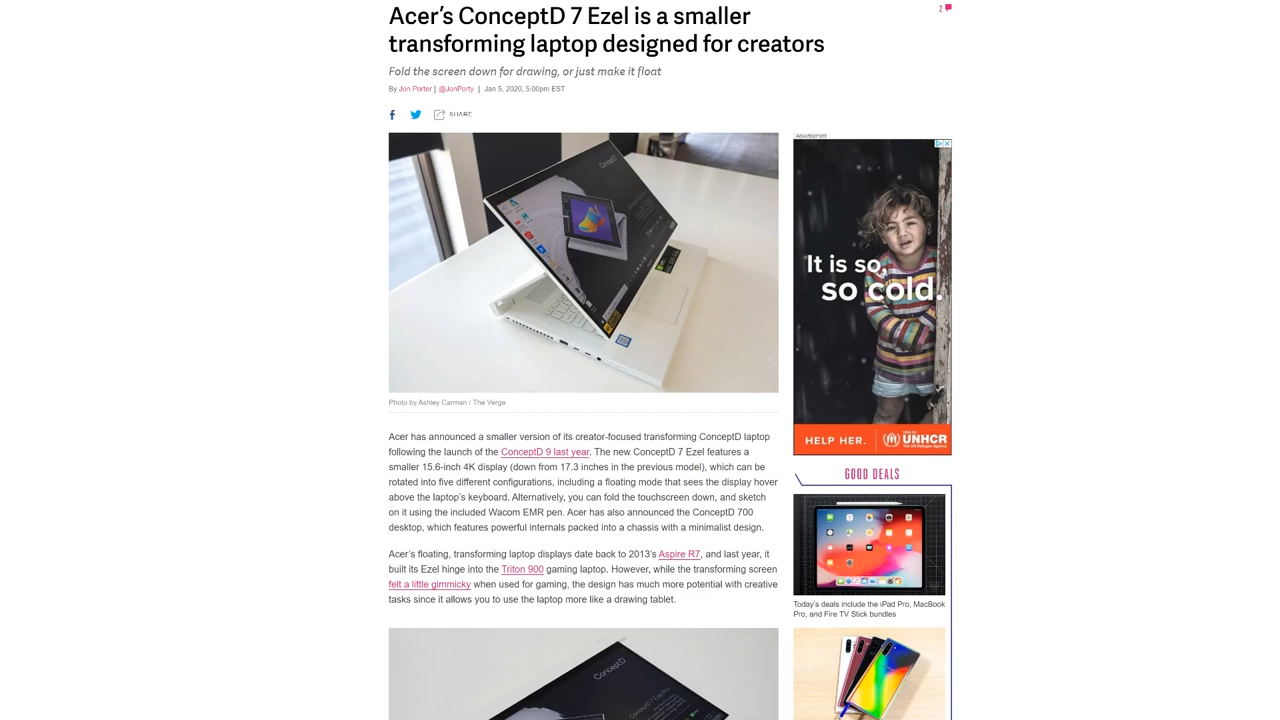 Acer’s ConceptD 7 Ezel is a smaller
transforming laptop designed for creators
2
Fold the screen down for drawing, or just make it float
By Jon Porter | @JonPorty | Jan 5, 2020, 5:00pm EST
SHARE
Photo by Ashley Carman / The Verge
Acer has announced a smaller version of its creator-focused transforming ConceptD laptop
following the launch of the ConceptD 9 last year. The new ConceptD 7 Ezel features a
smaller 15.6-inch 4K display (down from 17.3 inches in the previous model), which can be
rotated into five different configurations, including a floating mode that sees the display hover
above the laptop’s keyboard. Alternatively, you can fold the touchscreen down, and sketch
on it using the included Wacom EMR pen. Acer has also announced the ConceptD 700
desktop, which features powerful internals packed into a chassis with a minimalist design.
Acer’s floating, transforming laptop displays date back to 2013’s Aspire R7, and last year, it
built its Ezel hinge into the Triton 900 gaming laptop. However, while the transforming screen
felt a little gimmicky when used for gaming, the design has much more potential with creative
tasks since it allows you to use the laptop more like a drawing tablet.
ConceptD
Advertisement
It is so,
so cold.
HELP HER.
USA for
UNHCR
The UN Refugee Agency
GOOD DEALS
Today’s deals include the iPad Pro, MacBook
Pro, and Fire TV Stick bundles